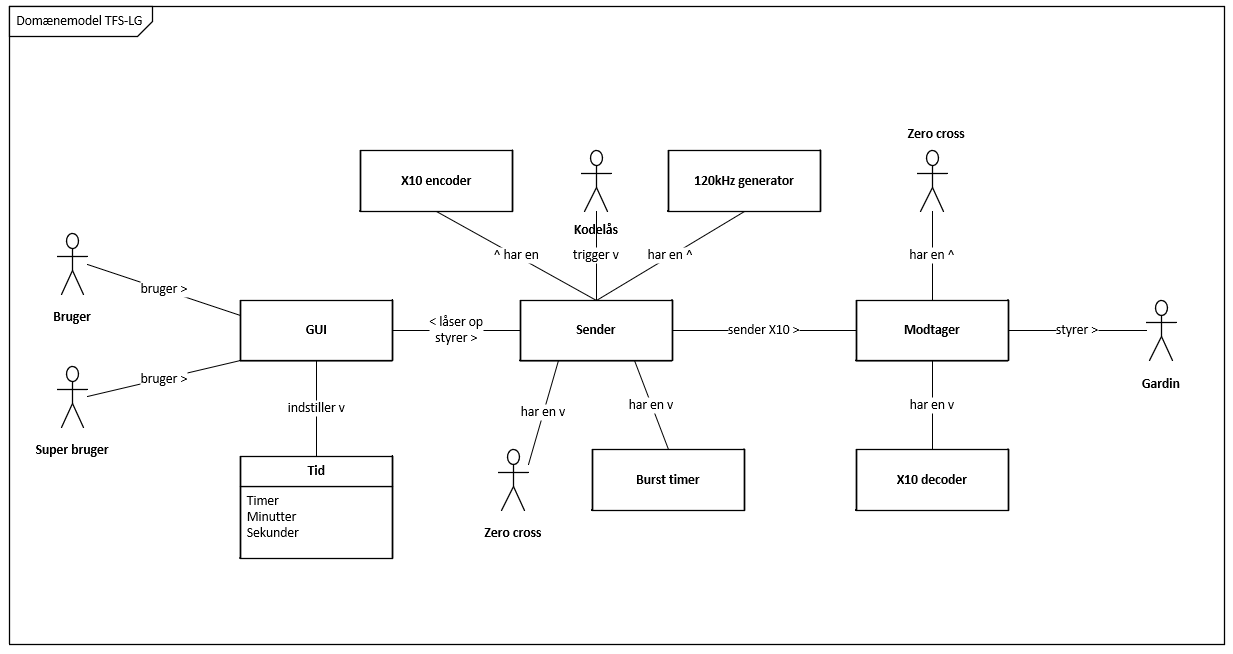 Domænemodel TFS-LG
Zero cross
X10 encoder
120kHz generator
Kodelås
^ har en
trigger v
har en ^
har en ^
bruger >
Bruger
GUI
< låser op
styrer >
Sender
sender X10 >
Modtager
styrer >
Gardin
bruger >
Super bruger
indstiller v
har en v
har en v
har en v
Tid
Timer
Minutter
Sekunder
Zero cross
Burst timer
X10 decoder